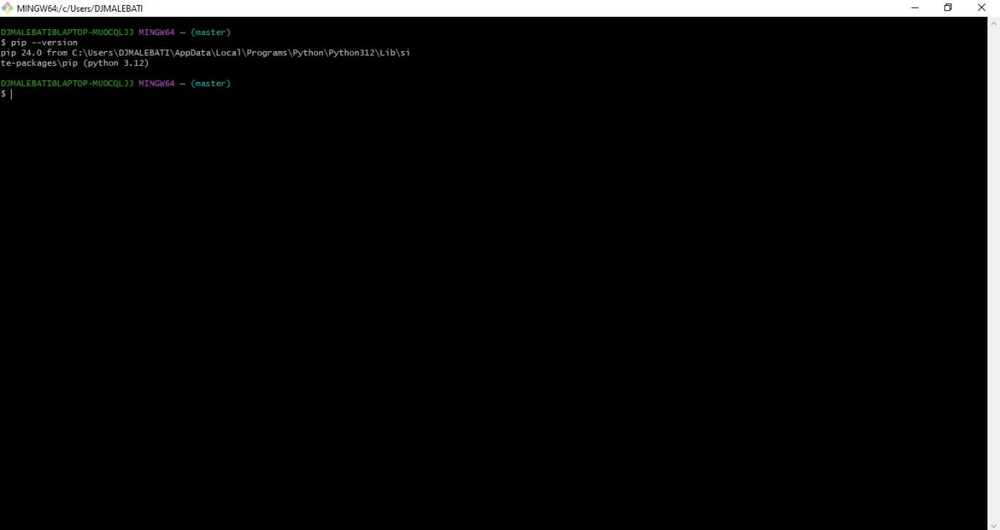 MINGW64:/c/Users/DJMALEBATI
DJMALEBATI@LAPTOP-MUOCQLJJ MINGW64 ~ (master)
$ pip --version
pip 24.0 from C:\Users\DJMALEBATI\AppData\Local\Programs\Python\Python312\Lib\si
te-packages\pip (python 3.12)
DJMALEBATI@LAPTOP-MUOCQLJJ MINGW64 ~ (master)
$